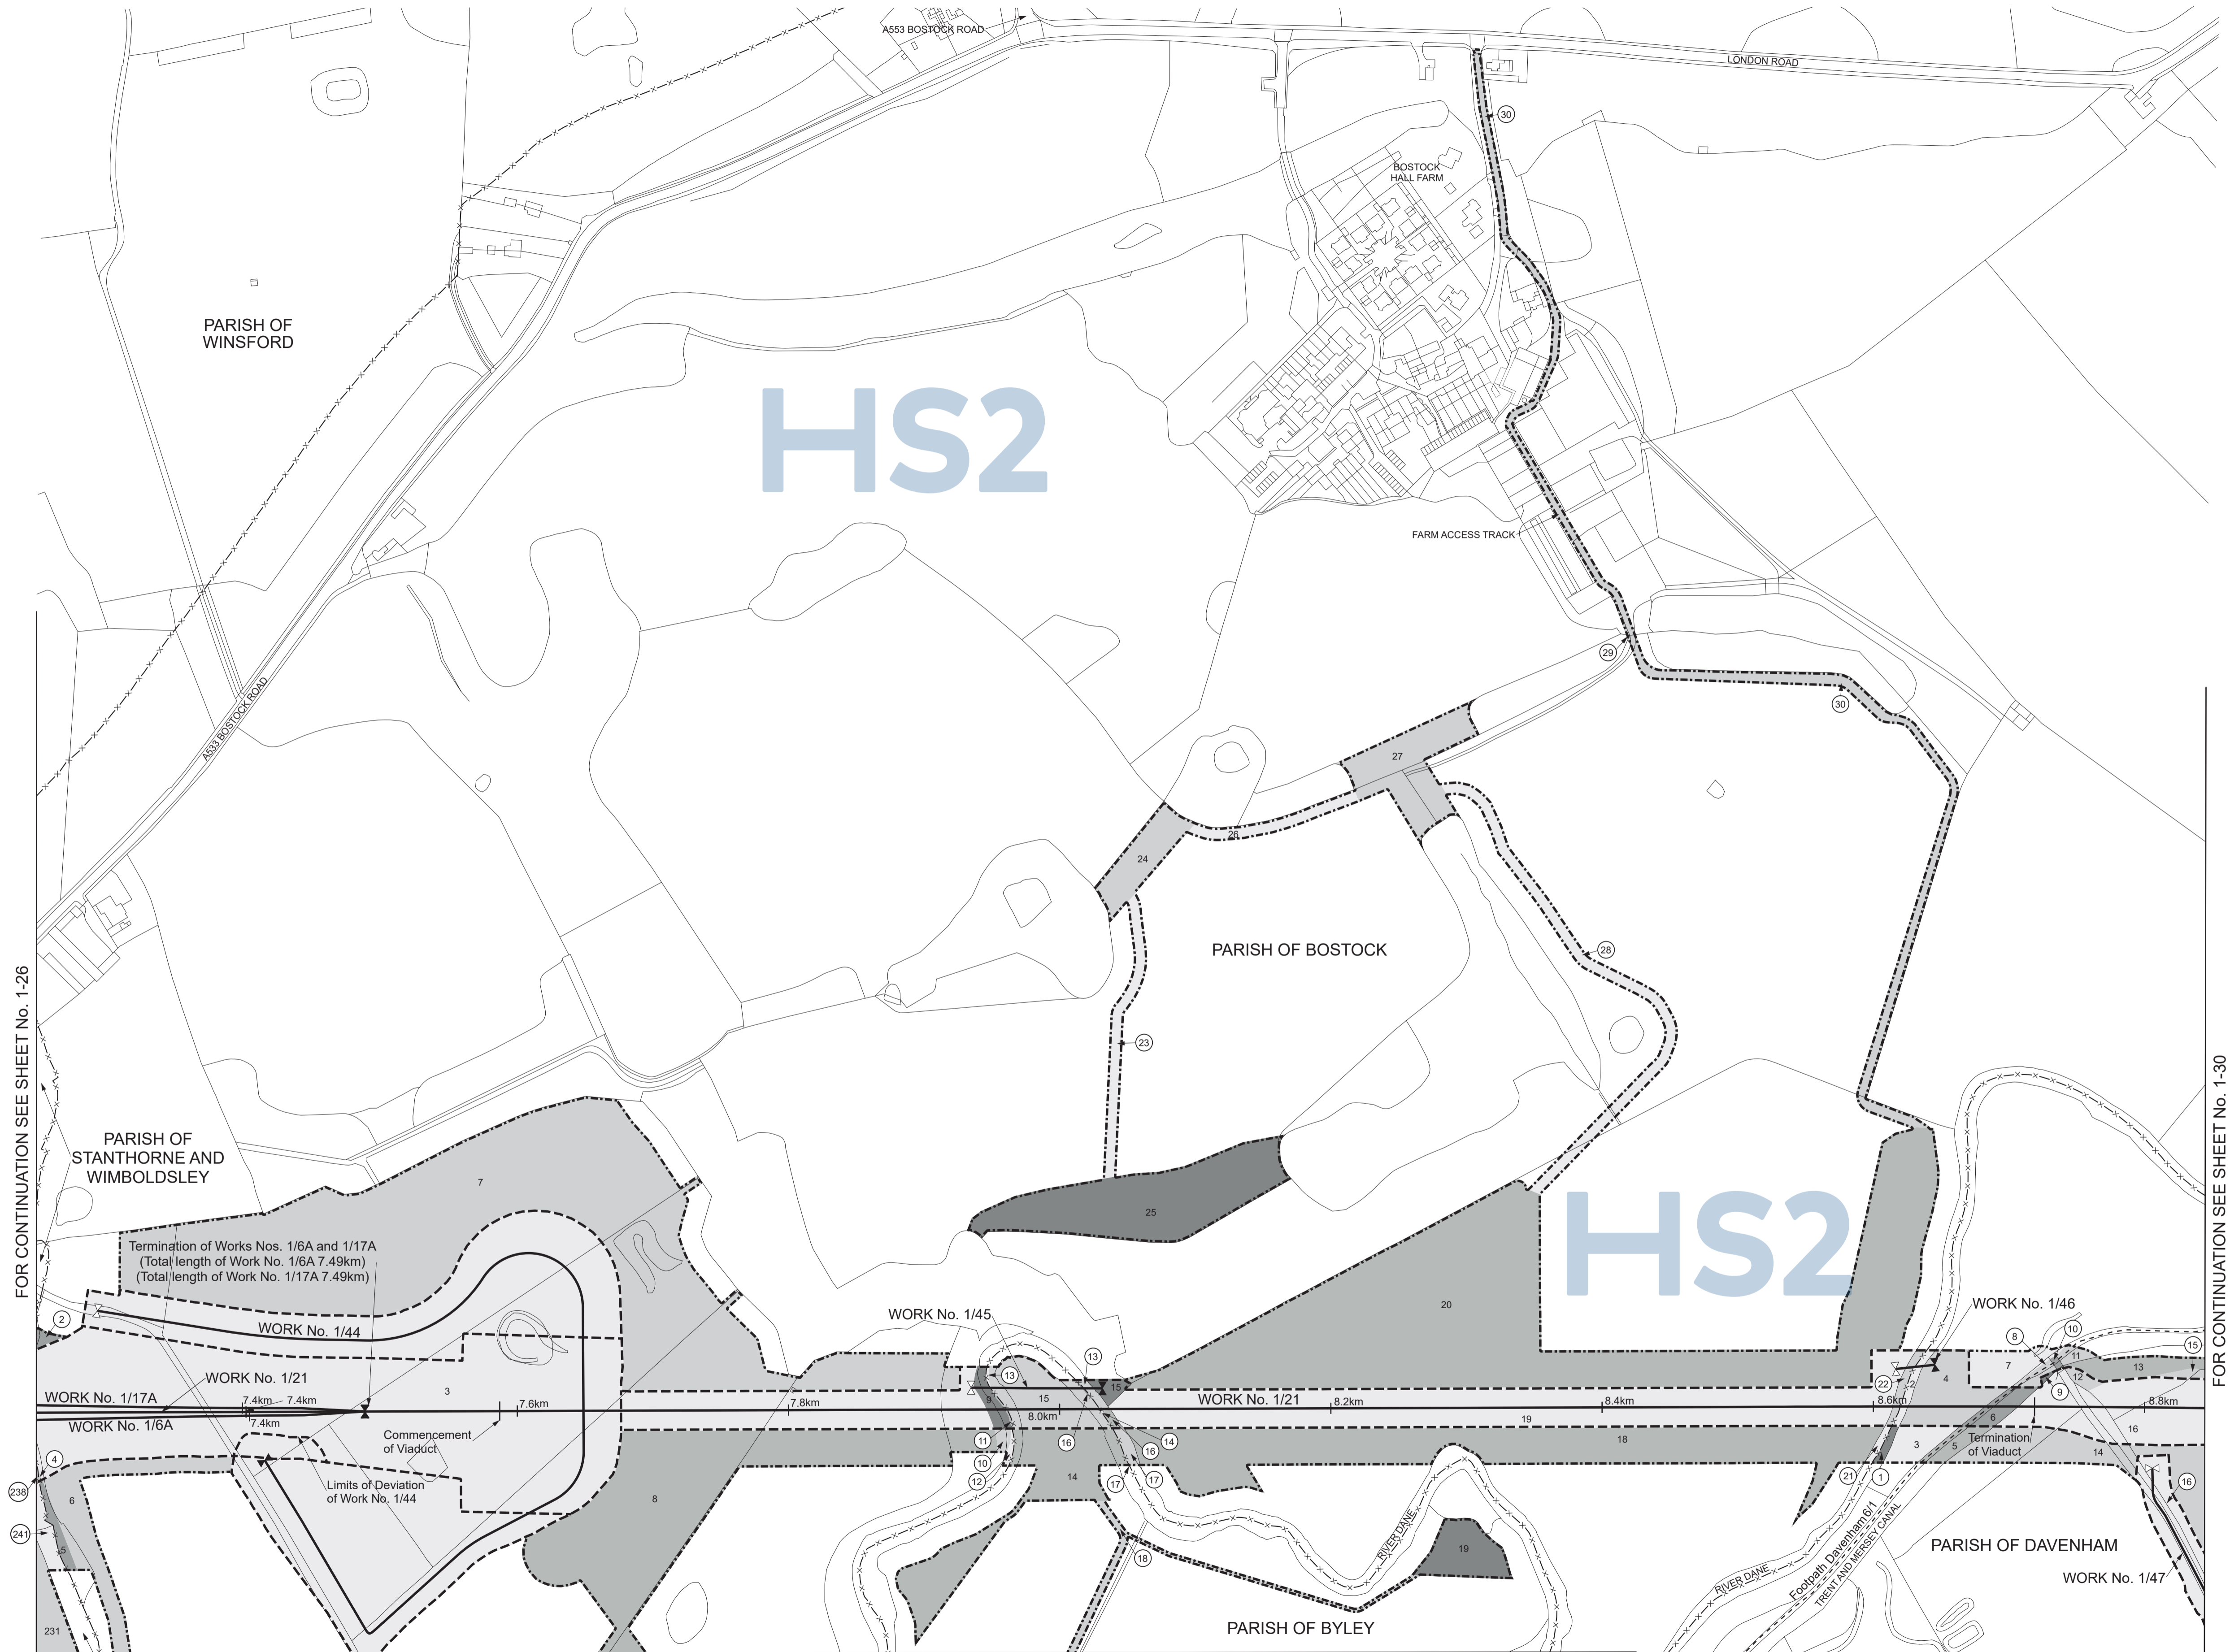 A553 BOSTOCK ROAD
LONDON ROAD
30
BOSTOCK
HALL FARM
PARISH OF
WINSFORD
HS2
FARM ACCESS TRACK
29
30
A533 BOSTOCK ROAD
27
26
24
28
PARISH OF BOSTOCK
FOR CONTINUATION SEE SHEET No. 1-26
23
FOR CONTINUATION SEE SHEET No. 1-30
PARISH OF
STANTHORNE AND
WIMBOLDSLEY
7
25
HS2
Termination of Works Nos. 1/6A and 1/17A
(Total length of Work No. 1/6A 7.49km)
(Total length of Work No. 1/17A 7.49km)
2
WORK No. 1/44
WORK No. 1/45
20
WORK No. 1/46
8
10
15
13
11
13
12
9
7
4
2
22
WORK No. 1/21
3
WORK No. 1/17A
7.4km
7.4km
7.4km
WORK No. 1/6A
7.6km
7.8km
13
9
15
15
8.0km
WORK No. 1/21
8.2km
8.4km
8.6km
8.8km
Commencement
of Viaduct
11
10
12
16
16
14
19
18
6
5
3
Termination
of Viaduct
16
14
4
238
6
241
5
Limits of Deviation
of Work No. 1/44
8
14
17
17
21
1
16
18
RIVER DANE
19
RIVER DANE
Footpath Davenham 6/1
TRENT AND MERSEY CANAL
PARISH OF DAVENHAM
WORK No. 1/47
231
PARISH OF BYLEY